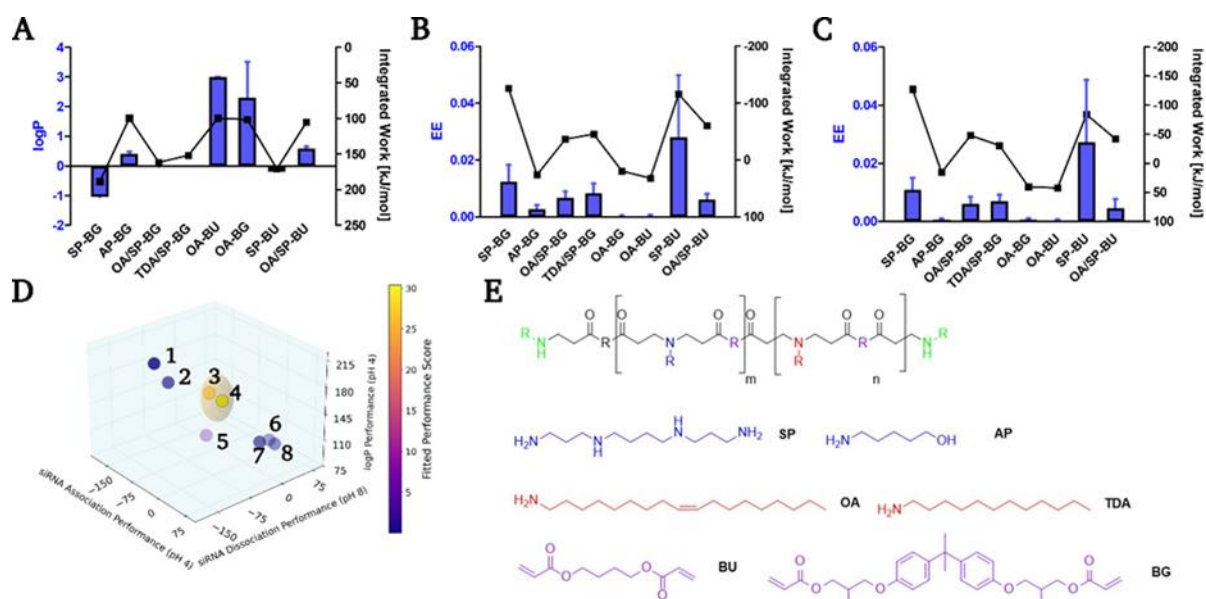 A
logP
4
3
2
1
0
-1
-2
0
50
100
150
200
250
Integrated Work [kJ/mol]
SP-BG
AP-BG
OA/SP-BG
TDA/SP-BG
OA-BU
OA-BG
SP-BU
OA/SP-BU
B
EE
0.06
0.04
0.02
0.00
-200
-100
0
100
Integrated Work [kJ/mol]
SP-BG
AP-BG
OA/SP-BG
TDA/SP-BG
OA-BG
OA-BU
SP-BU
OA/SP-BU
C
EE
0.06
0.04
0.02
0.00
-200
-150
-100
-50
0
50
100
Integrated Work [kJ/mol]
SP-BG
AP-BG
OA/SP-BG
TDA/SP-BG
OA-BG
OA-BU
SP-BU
OA/SP-BU
D
1
2
3
4
5
6
7
8
215
180
145
110
75
logP Performance (pH 4)
−150
−75
0
75
siRNA Association Performance (pH 4)
−150
−75
0
75
siRNA Dissociation Performance (pH 8)
30
25
20
15
10
5
Fitted Performance Score
E
R
N
H
O
R
O
N
R
O
R
O
m
N
R
O
R
O
n
N
H
R
H2N
N
H
H
N
NH2
SP
H2N
OH
AP
H2N
OA
H2N
TDA
O
O
O
O
BU
O
O
O
O
O
O
BG